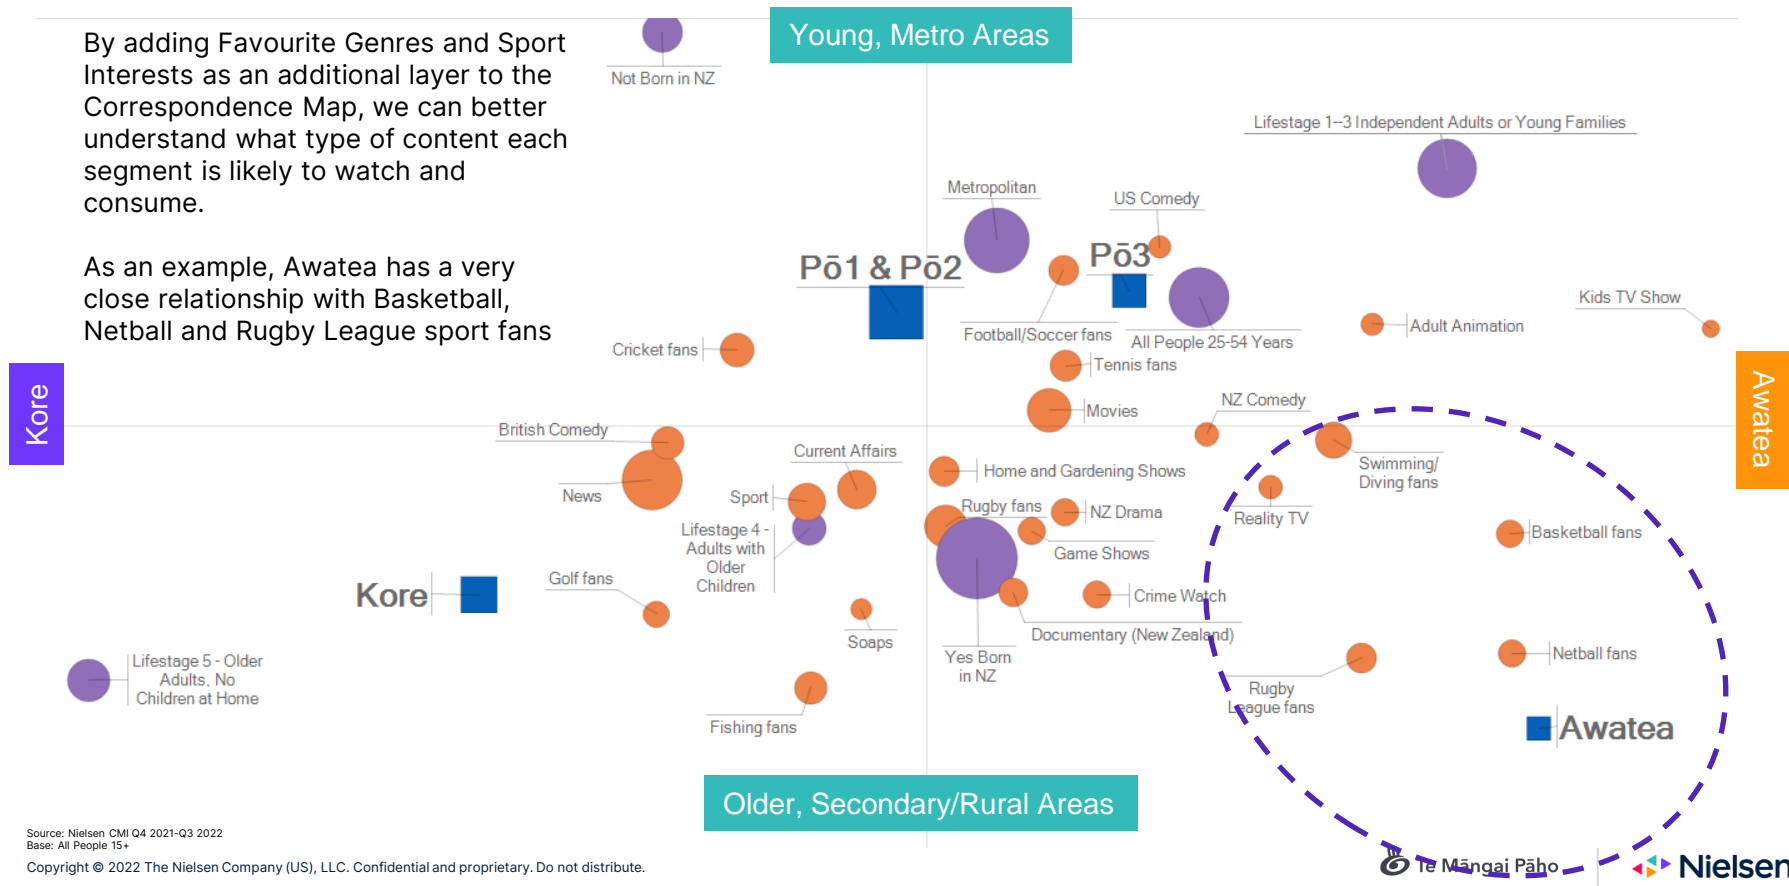 Young, Metro Areas
By adding Favourite Genres and Sport
Interests as an additional layer to the
Correspondence Map, we can better
understand what type of content each
segment is likely to watch and
consume.
As an example, Awatea has a very
close relationship with Basketball,
Netball and Rugby League sport fans
Not Born in NZ
Lifestage 1--3 Independent Adults or Young Families
Metropolitan
US Comedy
Pō1 & Pō2
Pō3
Kids TV Show
Football/Soccer fans
All People 25-54 Years
Adult Animation
Cricket fans
Tennis fans
Kore
Awatea
Movies
NZ Comedy
British Comedy
Current Affairs
Home and Gardening Shows
Swimming/
Diving fans
News
Sport
Rugby fans
NZ Drama
Reality TV
Lifestage 4 -
Adults with
Older
Children
Game Shows
Basketball fans
Kore
Golf fans
Crime Watch
Soaps
Documentary (New Zealand)
Yes Born
in NZ
Netball fans
Lifestage 5 - Older
Adults, No
Children at Home
Rugby
League fans
Fishing fans
Awatea
Older, Secondary/Rural Areas
Source: Nielsen CMI Q4 2021-Q3 2022
Base: All People 15+
Copyright © 2022 The Nielsen Company (US), LLC. Confidential and proprietary. Do not distribute.
Te Māngai Pāho
Nielsen